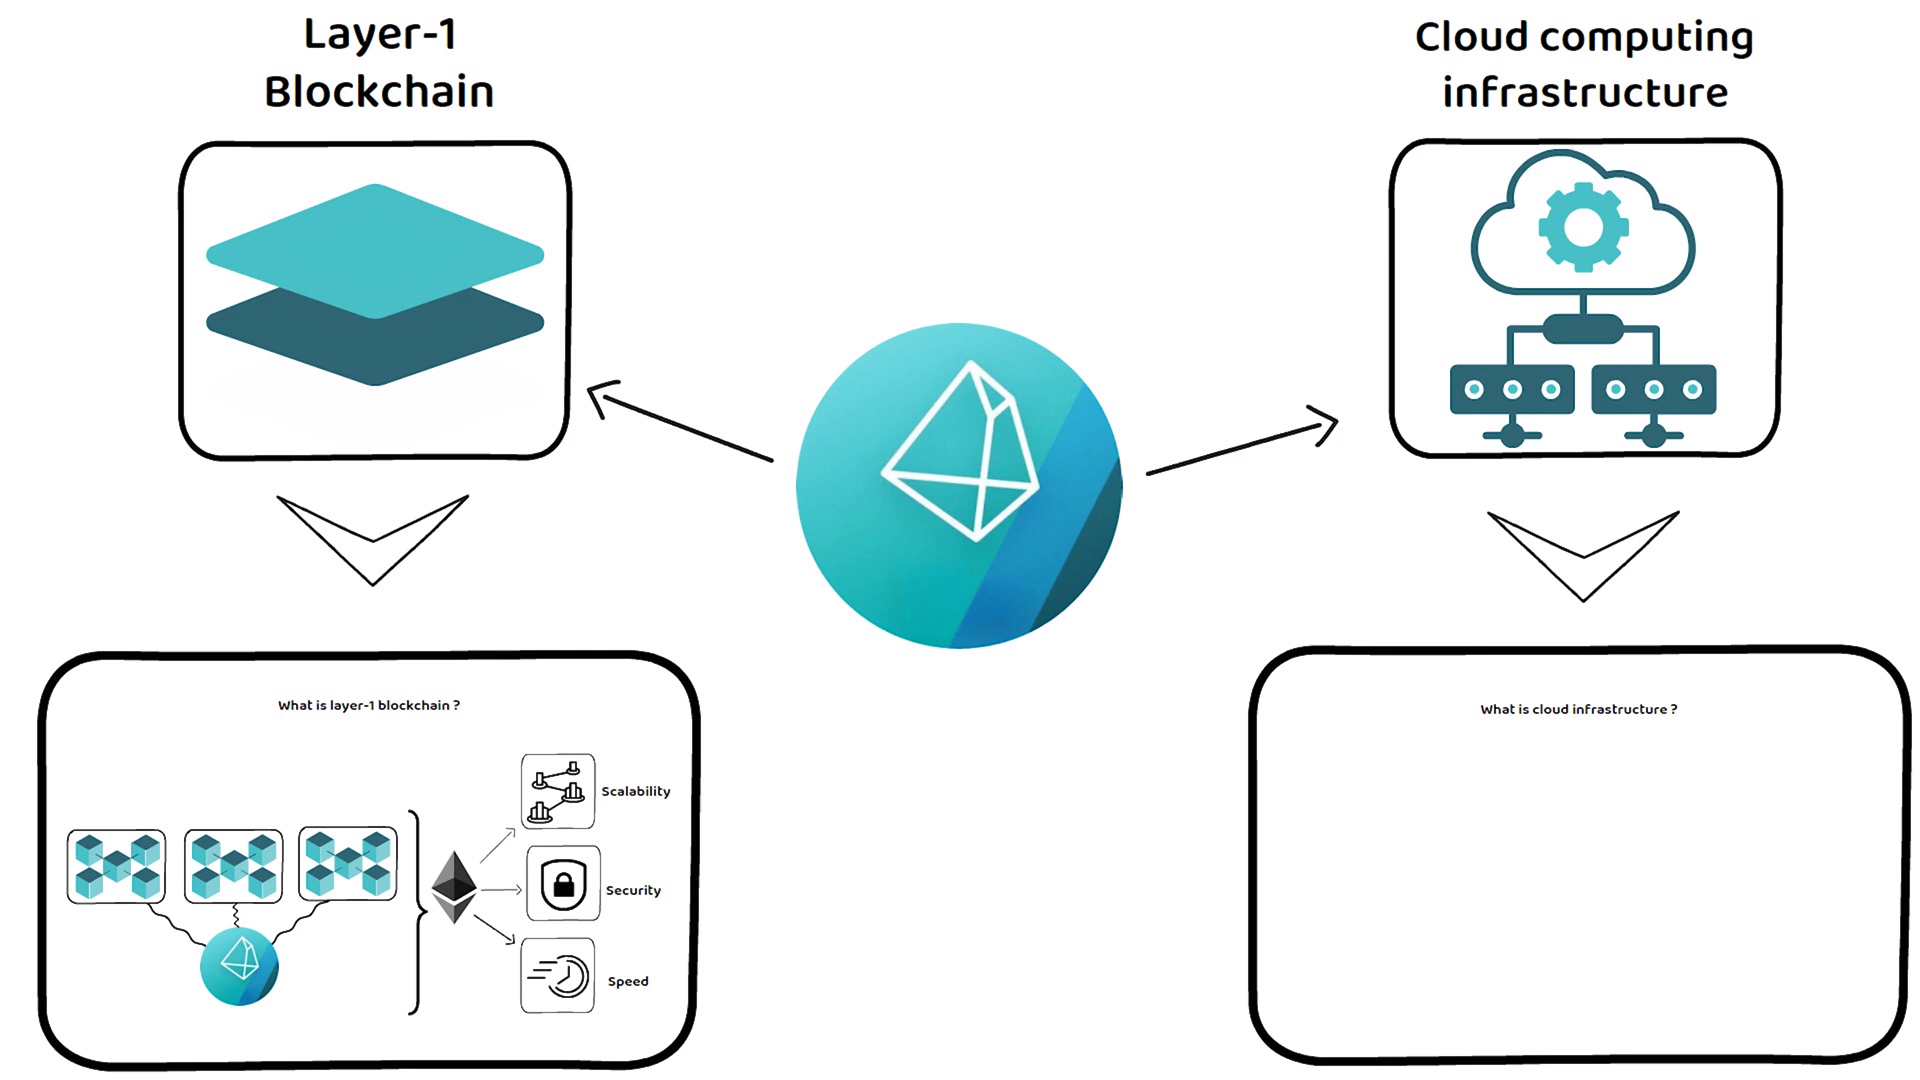 Layer-1
Blockchain
Cloud computing
infrastructure
What is layer-1 blockchain ?
Scalability
Security
Speed
What is cloud infrastructure ?